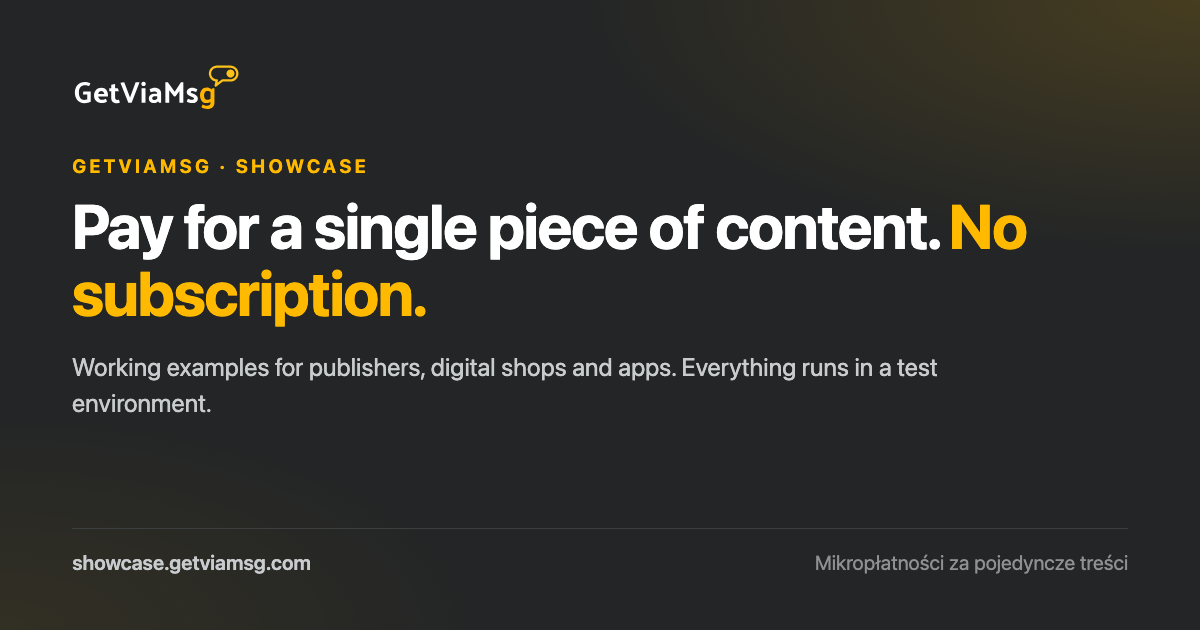 GetViaMsg
GETVIAMSG · SHOWCASE
Pay for a single piece of content. No
subscription.
Working examples for publishers, digital shops and apps. Everything runs in a test
environment.
showcase.getviamsg.com
Mikropłatności za pojedyncze treści